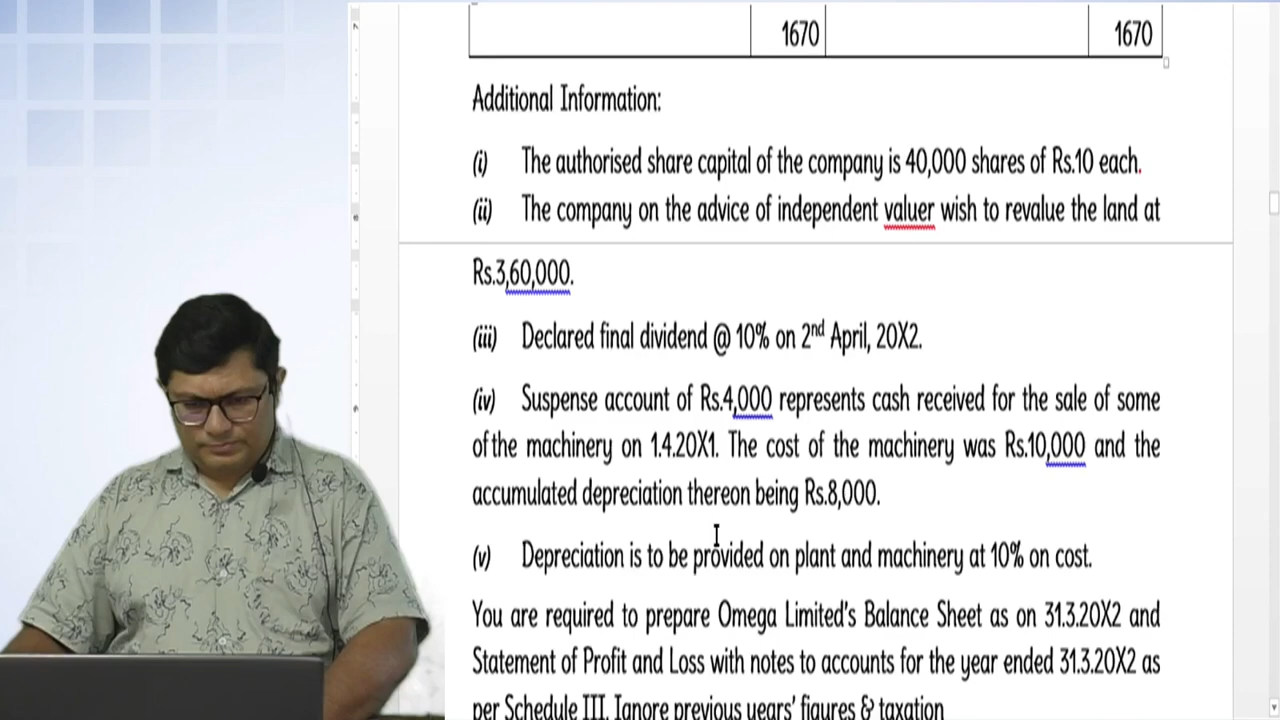 1670 1670
Additional Information:
(i) The authorised share capital of the company is 40,000 shares of Rs.10 each.
(ii) The company on the advice of independent valuer wish to revalue the land at
Rs.3,60,000.
(iii) Declared final dividend @ 10% on 2nd April, 20X2.
(iv) Suspense account of Rs.4,000 represents cash received for the sale of some
of the machinery on 1.4.20X1. The cost of the machinery was Rs.10,000 and the
accumulated depreciation thereon being Rs.8,000.
(v) Depreciation is to be provided on plant and machinery at 10% on cost.
You are required to prepare Omega Limited's Balance Sheet as on 31.3.20X2 and
Statement of Profit and Loss with notes to accounts for the year ended 31.3.20X2 as
per Schedule III. Ignore previous years' figures & taxation